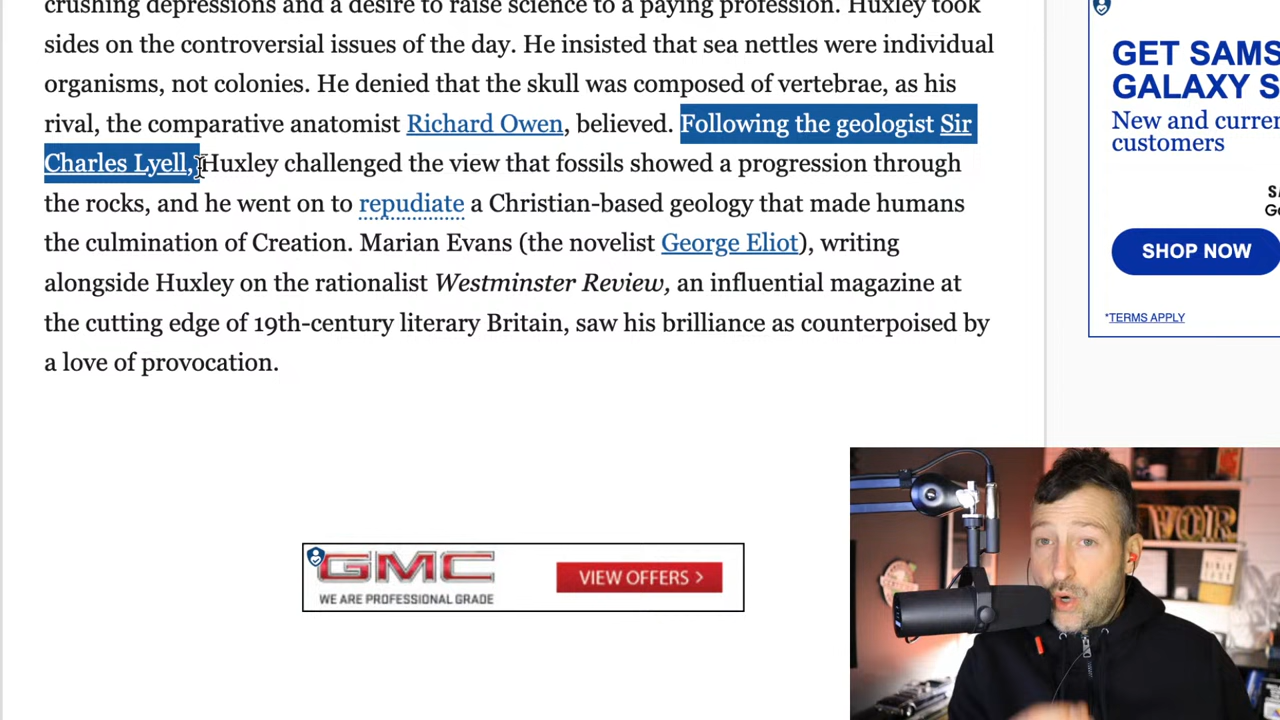 crushing depressions and a desire to raise science to a paying profession. Huxley took
sides on the controversial issues of the day. He insisted that sea nettles were individual
organisms, not colonies. He denied that the skull was composed of vertebrae, as his
rival, the comparative anatomist Richard Owen, believed. Following the geologist Sir
Charles Lyell, Huxley challenged the view that fossils showed a progression through
the rocks, and he went on to repudiate a Christian-based geology that made humans
the culmination of Creation. Marian Evans (the novelist George Eliot), writing
alongside Huxley on the rationalist Westminster Review, an influential magazine at
the cutting edge of 19th-century literary Britain, saw his brilliance as counterpoised by
a love of provocation.
GET SAMS
GALAXY S
New and curren
customers
SHOP NOW
*TERMS APPLY
GMC
WE ARE PROFESSIONAL GRADE
VIEW OFFERS >
WOR